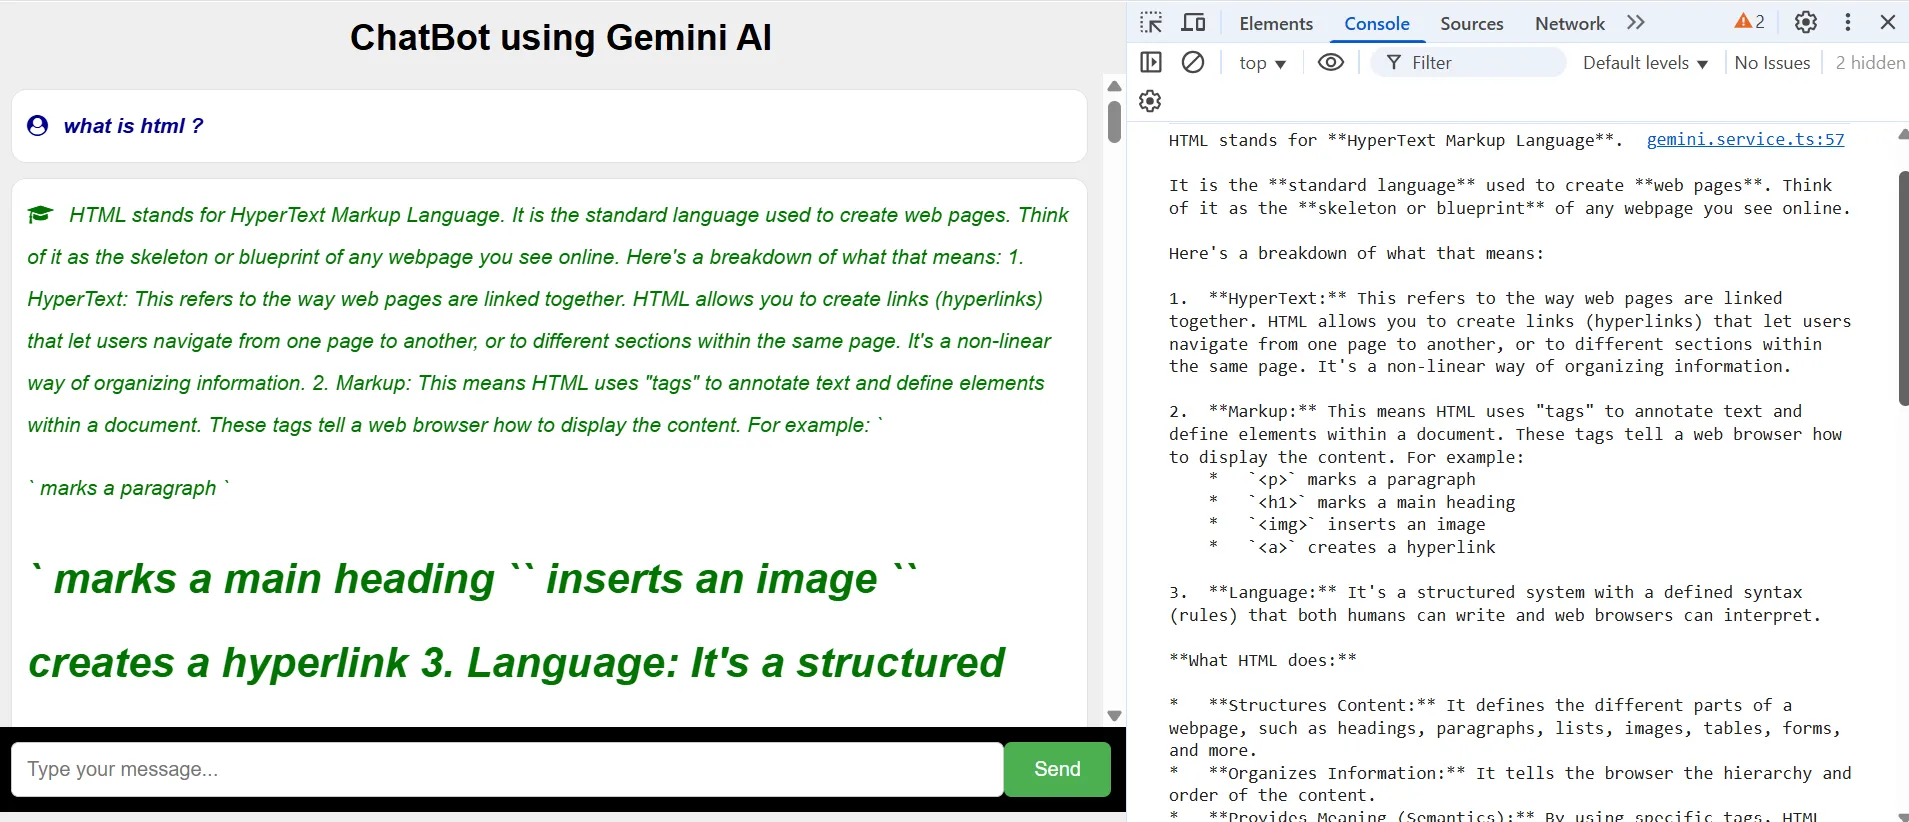 ChatBot using Gemini AI
what is html ?
HTML stands for HyperText Markup Language. It is the standard language used to create web pages. Think
of it as the skeleton or blueprint of any webpage you see online. Here's a breakdown of what that means: 1.
HyperText: This refers to the way web pages are linked together. HTML allows you to create links (hyperlinks)
that let users navigate from one page to another, or to different sections within the same page. It's a non-linear
way of organizing information. 2. Markup: This means HTML uses "tags" to annotate text and define elements
within a document. These tags tell a web browser how to display the content. For example: `
` marks a paragraph `
` marks a main heading `` inserts an image ``
creates a hyperlink 3. Language: It's a structured
Type your message...
Send
Elements Console Sources Network 2
top Filter Default levels No Issues 2 hidden
HTML stands for **HyperText Markup Language**. gemini.service.ts:57
It is the **standard language** used to create **web pages**. Think
of it as the **skeleton or blueprint** of any webpage you see online.
Here's a breakdown of what that means:
1. **HyperText:** This refers to the way web pages are linked
together. HTML allows you to create links (hyperlinks) that let users
navigate from one page to another, or to different sections within
the same page. It's a non-linear way of organizing information.
2. **Markup:** This means HTML uses "tags" to annotate text and
define elements within a document. These tags tell a web browser how
to display the content. For example:
* `<p>` marks a paragraph
* `<h1>` marks a main heading
* `<img>` inserts an image
* `<a>` creates a hyperlink
3. **Language:** It's a structured system with a defined syntax
(rules) that both humans can write and web browsers can interpret.
**What HTML does:**
* **Structures Content:** It defines the different parts of a
webpage, such as headings, paragraphs, lists, images, tables, forms,
and more.
* **Organizes Information:** It tells the browser the hierarchy and
order of the content.
* **Provides Meaning (Semantics):** By using specific tags, HTML